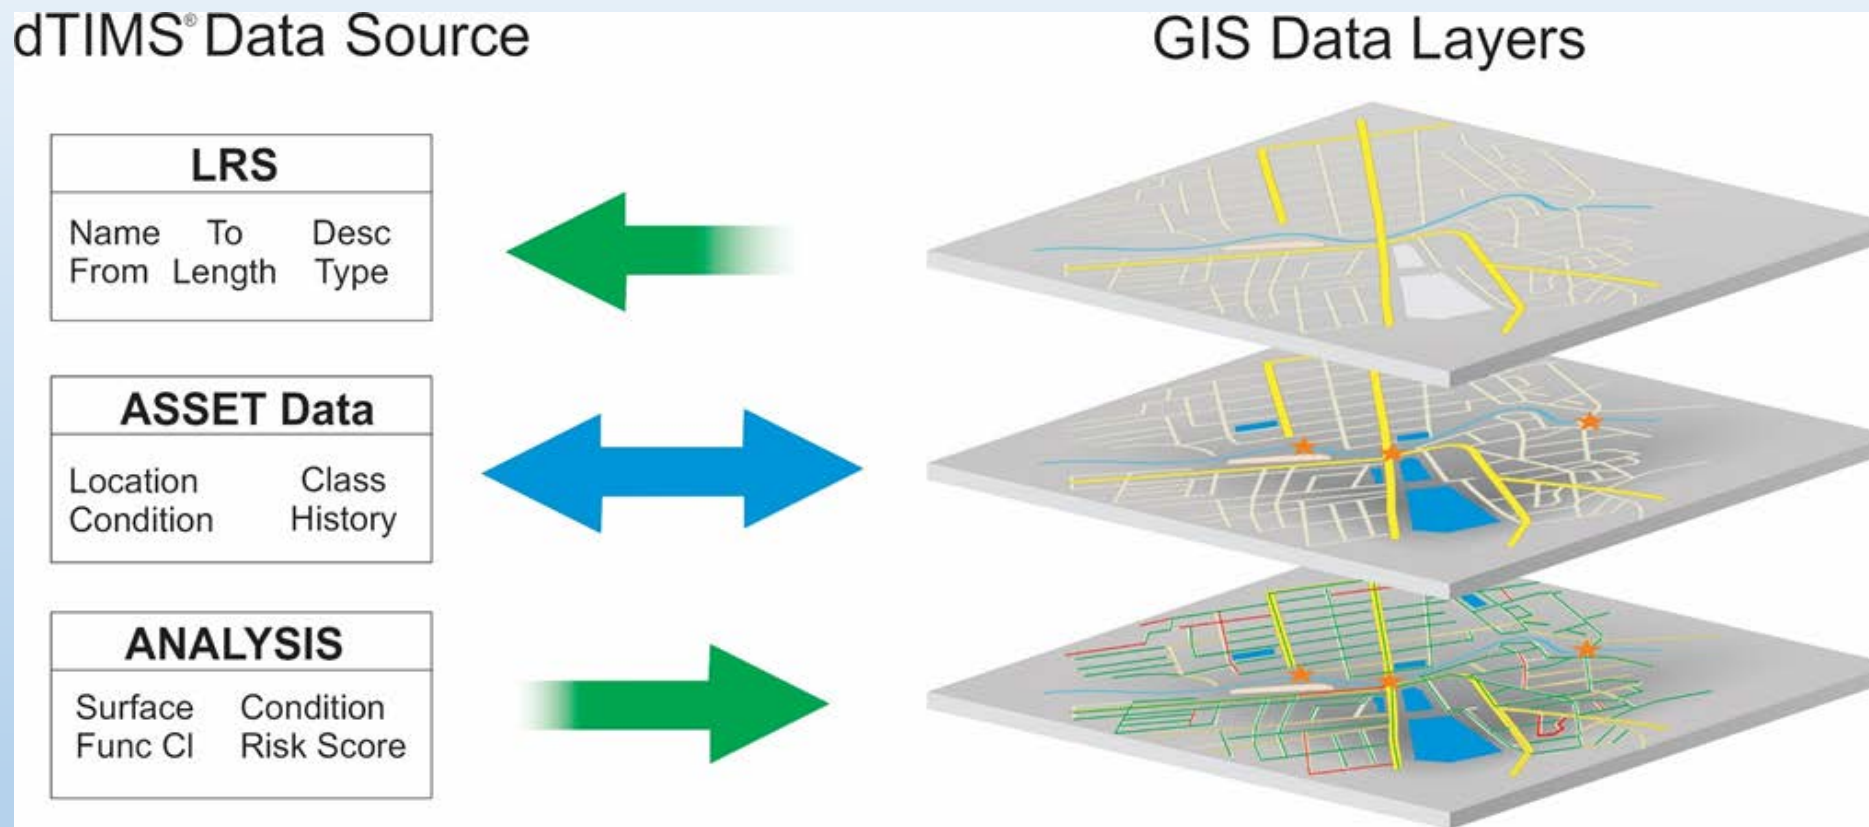 dTIMS® Data Source
GIS Data Layers
LRS
Name To Desc
From Length Type
ASSET Data
Location Class
Condition History
ANALYSIS
Surface Condition
Func Cl Risk Score